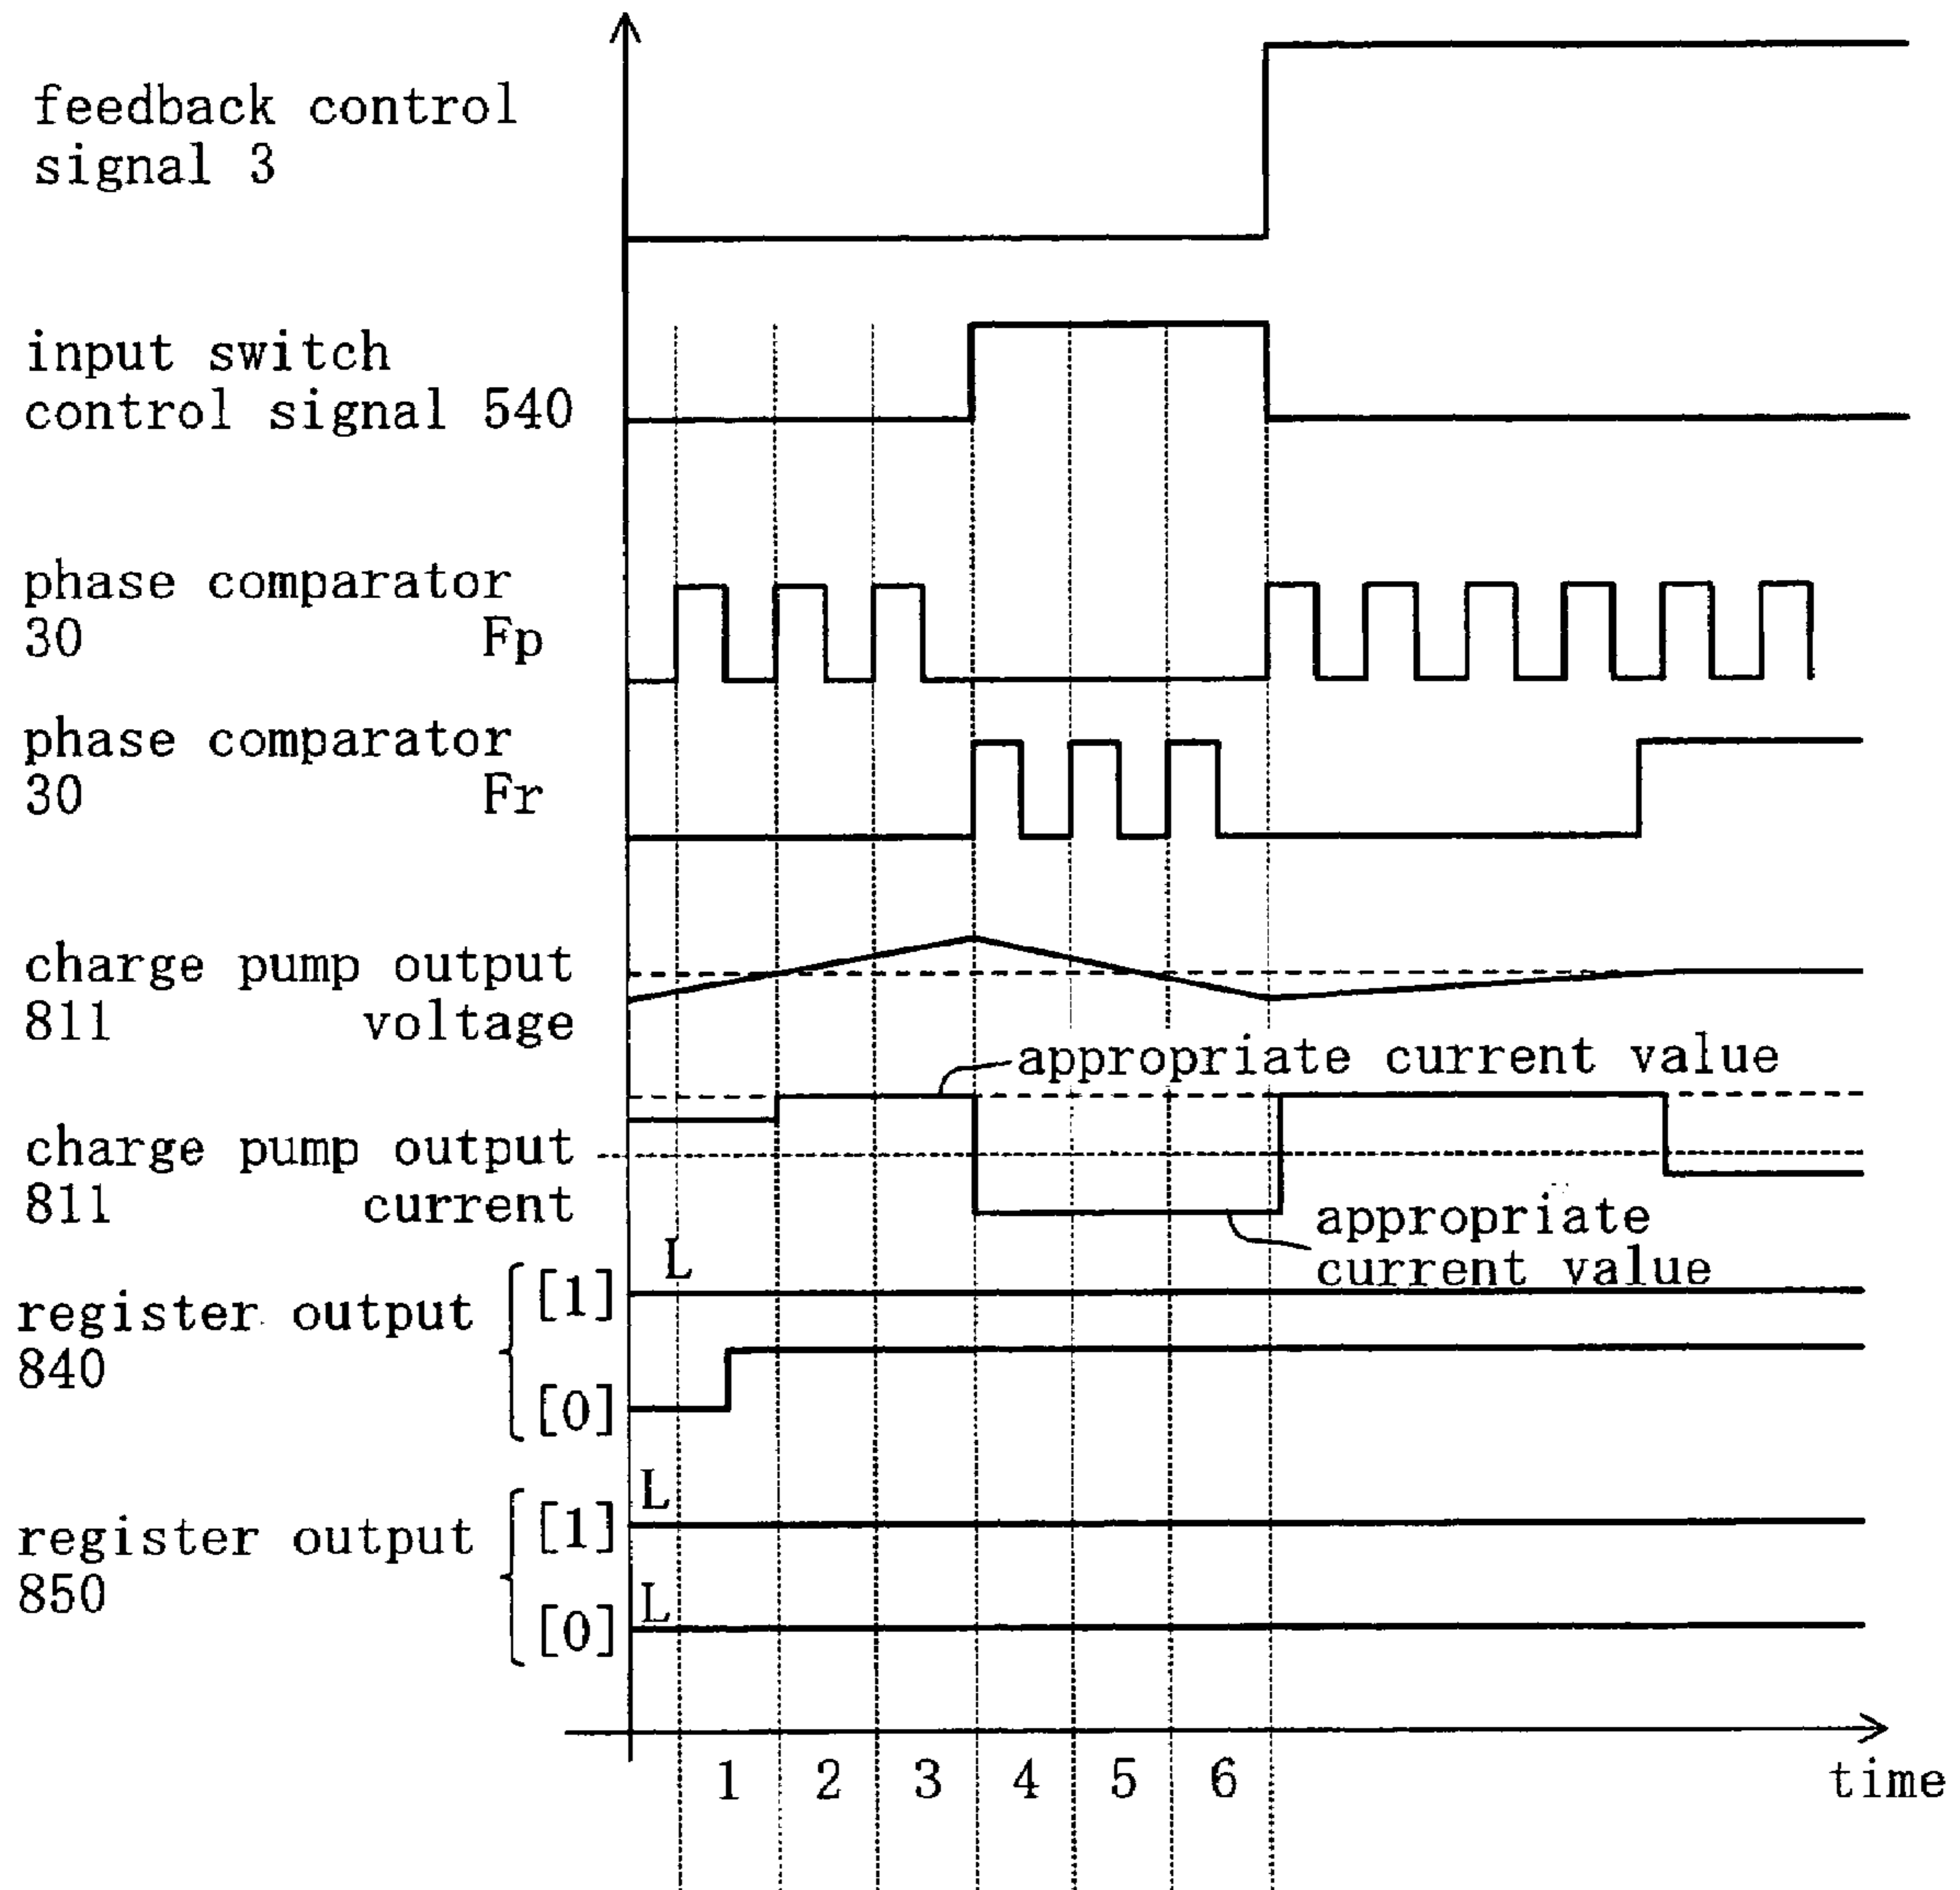 feedback control
signal 3
input switch
control signal 540
phase comparator
30 Fp
phase comparator
30 Fr
charge pump output
811 voltage
appropriate current value
charge pump output
811 current
appropriate
current value
L
register output [1]
840
[0]
L
register output [1]
850
L
[0]
1 2 3 4 5 6 time